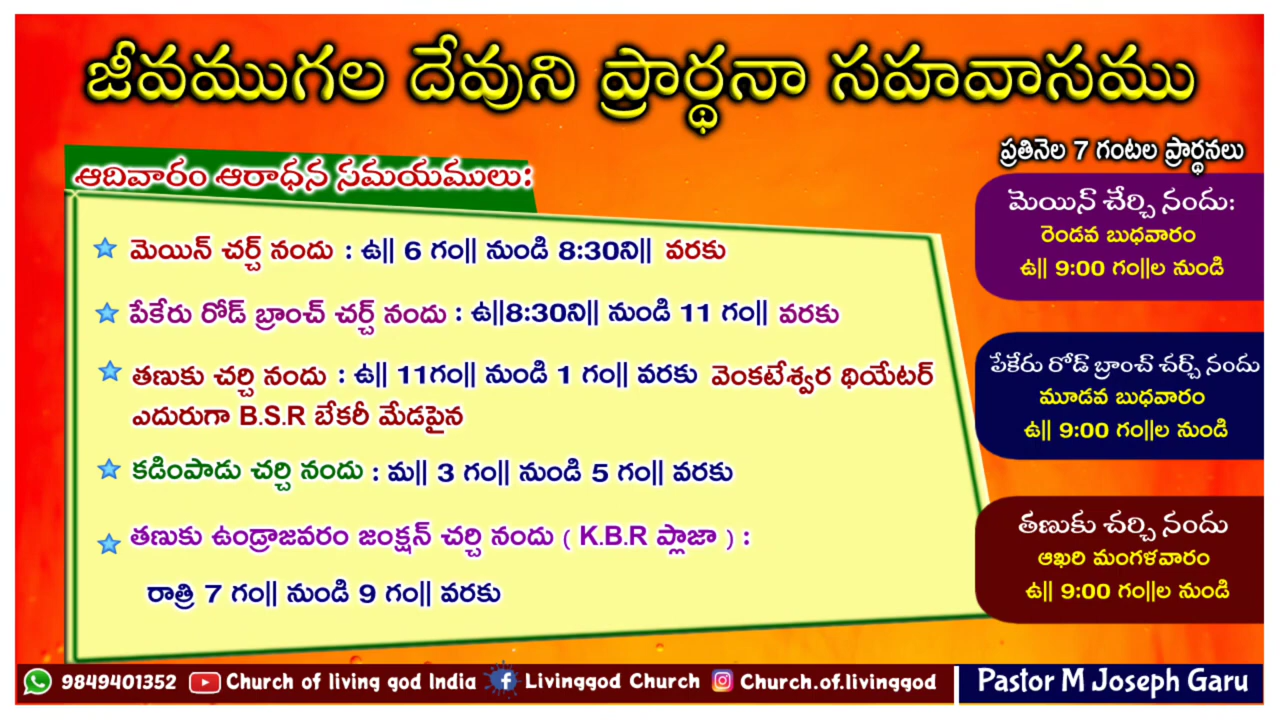 జీవముగల దేవుని ప్రార్థనా సహవాసము
ఆదివారం ఆరాధన సమయములు:
మెయిన్ చర్చ్ నందు : ఉ|| 6 గం|| నుండి 8:30ని|| వరకు
పేకేరు రోడ్ బ్రాంచ్ చర్చ్ నందు : ఉ||8:30ని|| నుండి 11 గం|| వరకు
తణుకు చర్చి నందు : ఉ|| 11గం|| నుండి 1 గం|| వరకు వెంకటేశ్వర థియేటర్
ఎదురుగా B.S.R బేకరీ మేడపైన
కడింపాడు చర్చి నందు : మ|| 3 గం|| నుండి 5 గం|| వరకు
తణుకు ఉండ్రాజవరం జంక్షన్ చర్చి నందు ( K.B.R ప్లాజా ) :
రాత్రి 7 గం|| నుండి 9 గం|| వరకు
ప్రతినెల 7 గంటల ప్రార్థనలు
మెయిన్ చేర్చి నందు:
రెండవ బుధవారం
ఉ|| 9:00 గం||ల నుండి
పేకేరు రోడ్ బ్రాంచ్ చర్చ్ నందు
మూడవ బుధవారం
ఉ|| 9:00 గం||ల నుండి
తణుకు చర్చి నందు
ఆఖరి మంగళవారం
ఉ|| 9:00 గం||ల నుండి
9849401352 Church of living god India Livinggod Church Church.of.livinggod Pastor M Joseph Garu